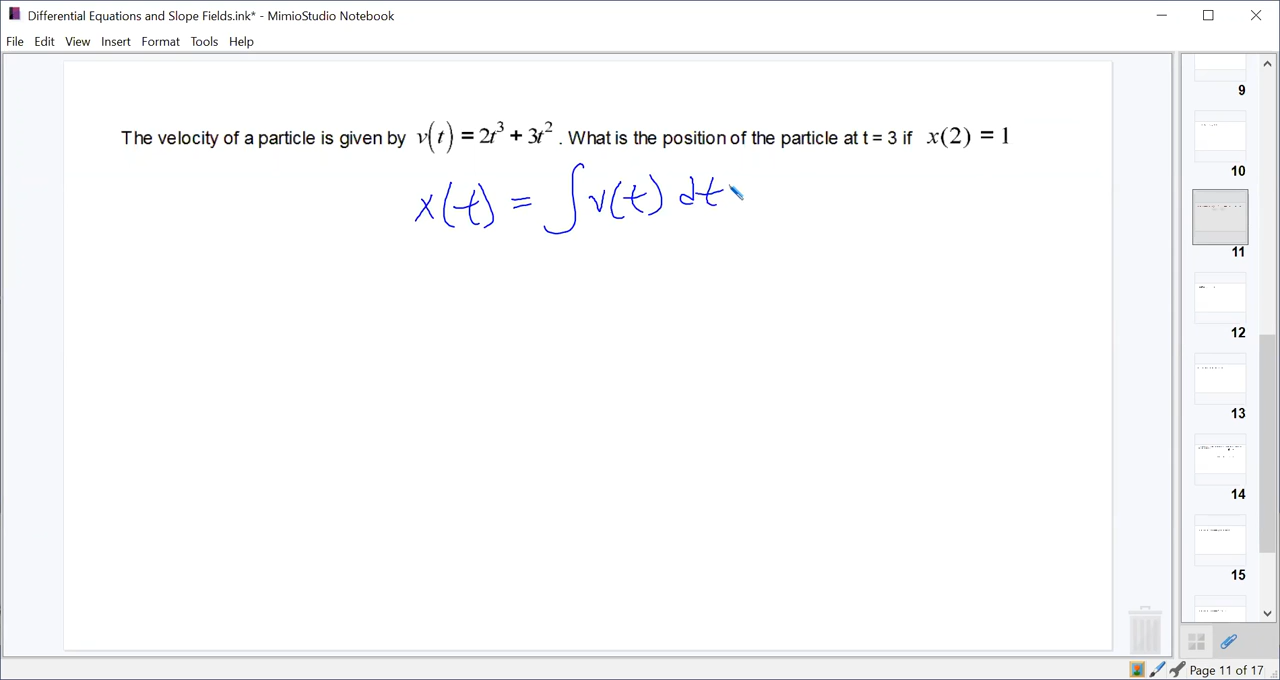 Differential Equations and Slope Fields.ink* - MimioStudio Notebook
File Edit View Insert Format Tools Help
The velocity of a particle is given by v(t) = 2t³ + 3t². What is the position of the particle at t = 3 if x(2) = 1
x(t) = ∫v(t) dt
9
10
11
12
13
14
15
Page 11 of 17